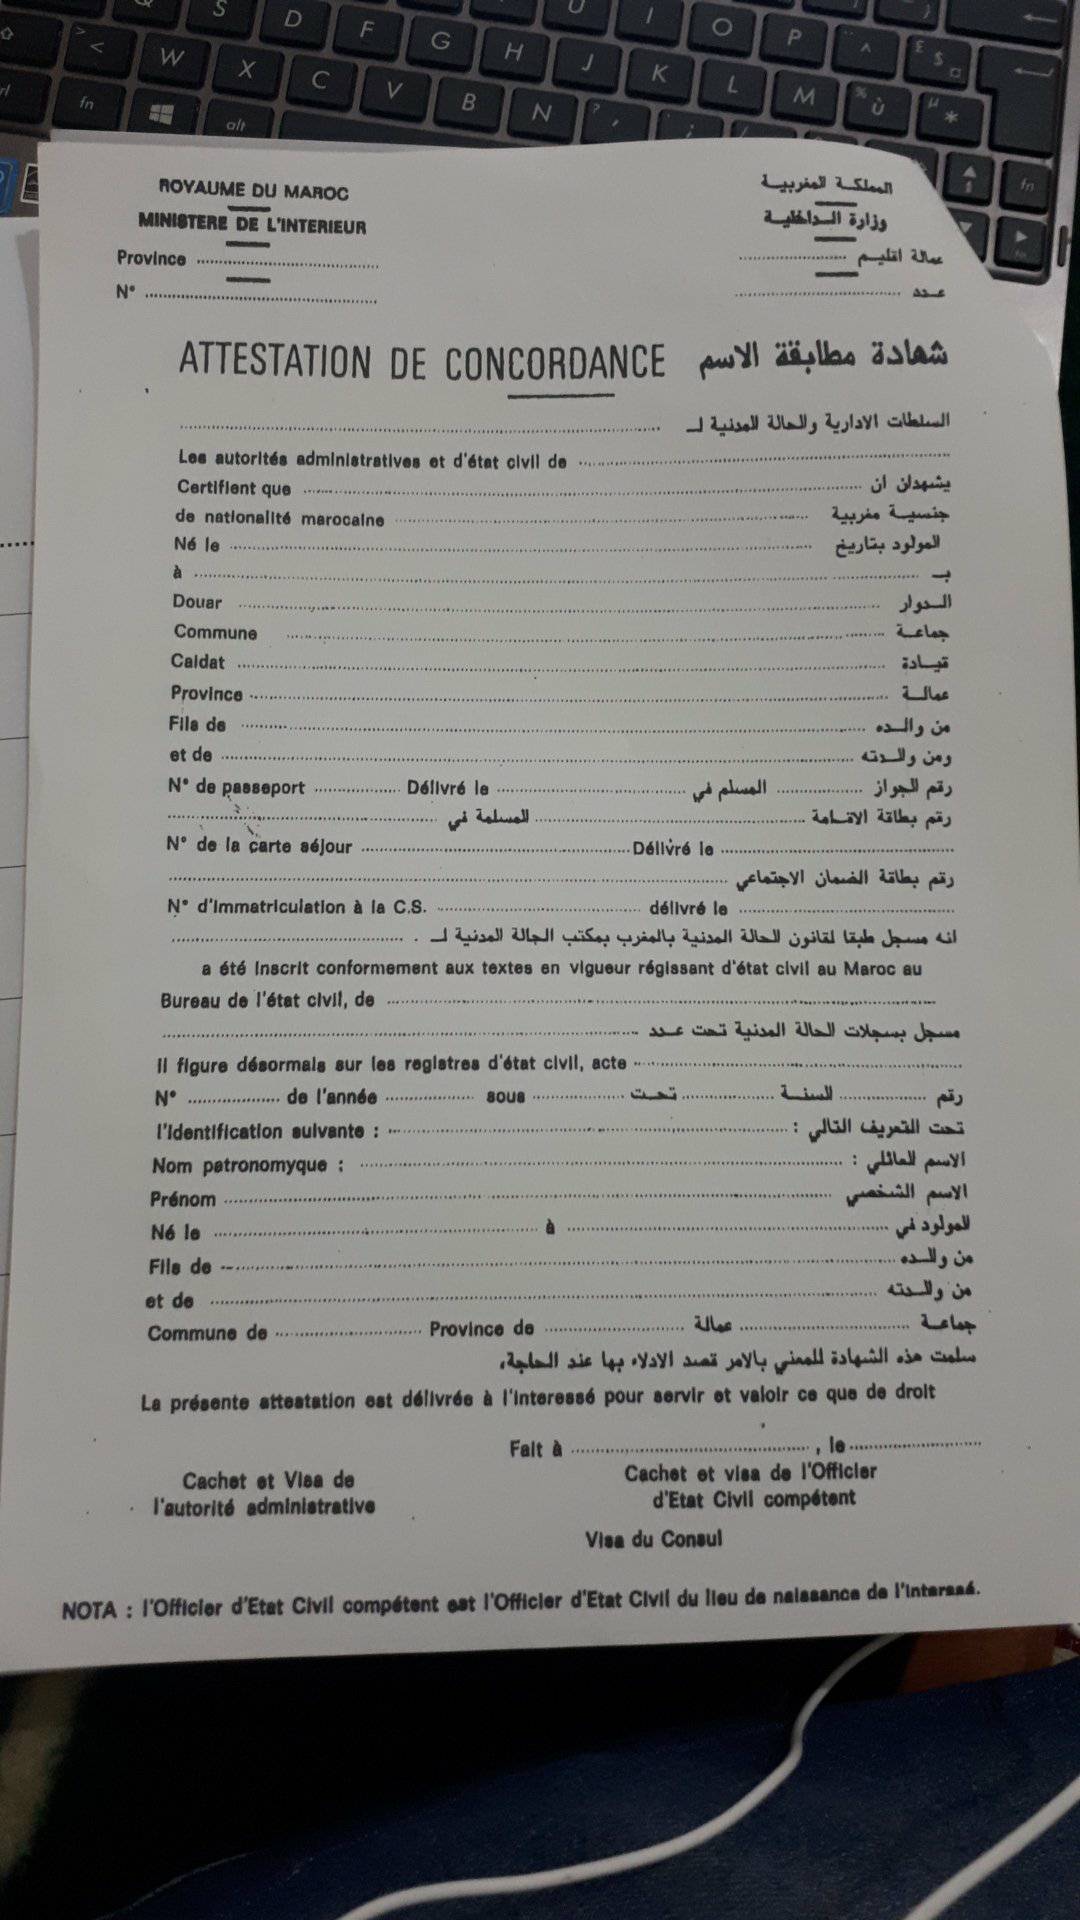 Q S D F G H U I O P
W X C V B N J K L M
fn alt fn
ROYAUME DU MAROC المملكة المغربية
MINISTERE DE L'INTERIEUR وزارة الداخلية
Province .................... عمالة اقليم ....................
N° .................... عدد ....................
ATTESTATION DE CONCORDANCE شهادة مطابقة الاسم
السلطات الادارية والحالة المدنية لـ ....................
Les autorités administratives et d'état civil de ....................
Certifient que .................... يشهدان ان
de nationalité marocaine .................... جنسية مغربية
Né le .................... المولود بتاريخ
à .................... بـ
Douar .................... الدوار
Commune .................... جماعة
Caïdat .................... قيادة
Province .................... عمالة
Fils de .................... من والده
et de .................... ومن والدته
N° de passeport .................... Délivré le .................... المسلم في .................... رقم الجواز
رقم بطاقة الاقامة .................... المسلمة في ....................
N° de la carte séjour .................... Délivré le ....................
رقم بطاقة الضمان الاجتماعي ....................
N° d'immatriculation à la C.S. .................... délivré le ....................
انه مسجل طبقا لقانون الحالة المدنية بالمغرب بمكتب الحالة المدنية لـ ....................
a été inscrit conformement aux textes en vigueur régissant d'état civil au Maroc au
Bureau de l'état civil, de ....................
مسجل بسجلات الحالة المدنية تحت عدد ....................
Il figure désormais sur les registres d'état civil, acte ....................
N° .................... de l'année .................... sous .................... تحت .................... السنة .................... رقم
l'identification suivante : .................... تحت التعريف التالي :
Nom patronomyque : .................... الاسم العائلي :
Prénom .................... الاسم الشخصي
Né le .................... à .................... المولود في
Fils de .................... من والده
et de .................... من والدته
Commune de .................... Province de .................... عمالة .................... جماعة
سلمت هذه الشهادة للمعني بالامر قصد الادلاء بها عند الحاجة،
La présente attestation est délivrée à l'interessé pour servir et valoir ce que de droit
Fait à ...................., le ....................
Cachet et Visa de l'autorité administrative
Cachet et visa de l'Officier d'Etat Civil compétent
Visa du Consul
NOTA : l'Officier d'Etat Civil compétent est l'Officier d'Etat Civil du lieu de naissance de l'interssé.